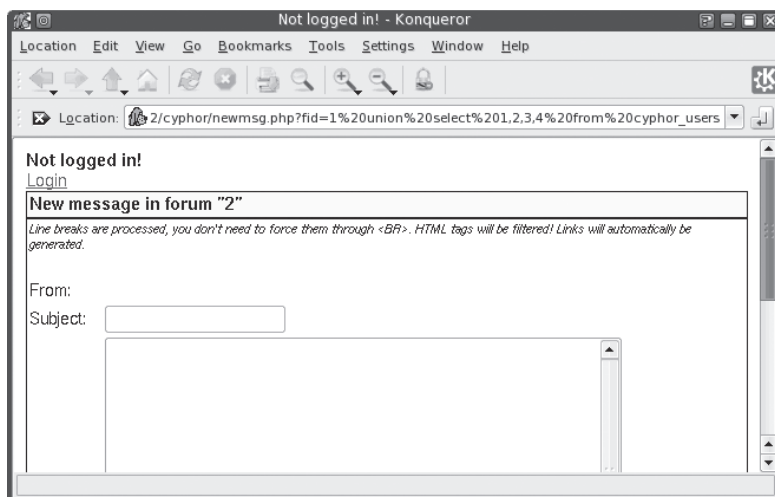 Not logged in! - Konqueror
Location Edit View Go Bookmarks Tools Settings Window Help
Location: 2/cyphor/newmsg.php?fid=1%20union%20select%201,2,3,4%20from%20cyphor_users
Not logged in!
Login
New message in forum "2"
Line breaks are processed, you don't need to force them through <BR>. HTML tags will be filtered! Links will automatically be
generated.
From:
Subject: